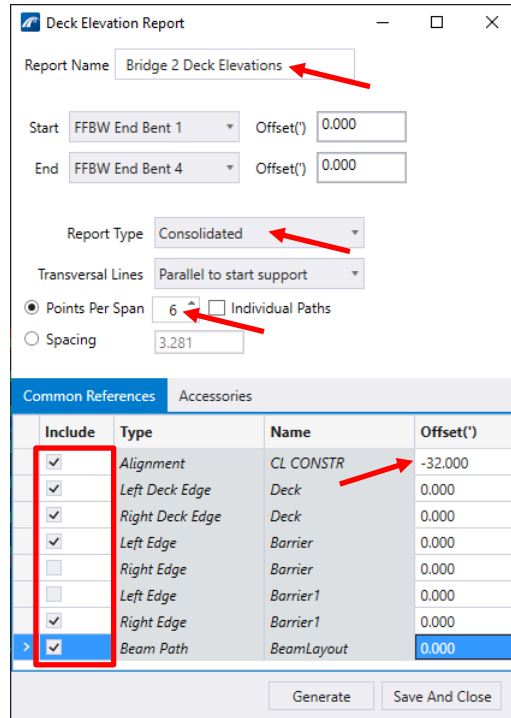 Deck Elevation Report
Report Name Bridge 2 Deck Elevations
Start FFBW End Bent 1 Offset(') 0.000
End FFBW End Bent 4 Offset(') 0.000
Report Type Consolidated
Transversal Lines Parallel to start support
Points Per Span 6 Individual Paths
Spacing 3.281
Common References Accessories
Include Type Name Offset(')
Alignment CL CONSTR -32.000
Left Deck Edge Deck 0.000
Right Deck Edge Deck 0.000
Left Edge Barrier 0.000
Right Edge Barrier 0.000
Left Edge Barrier1 0.000
Right Edge Barrier1 0.000
Beam Path BeamLayout 0.000
Generate Save And Close